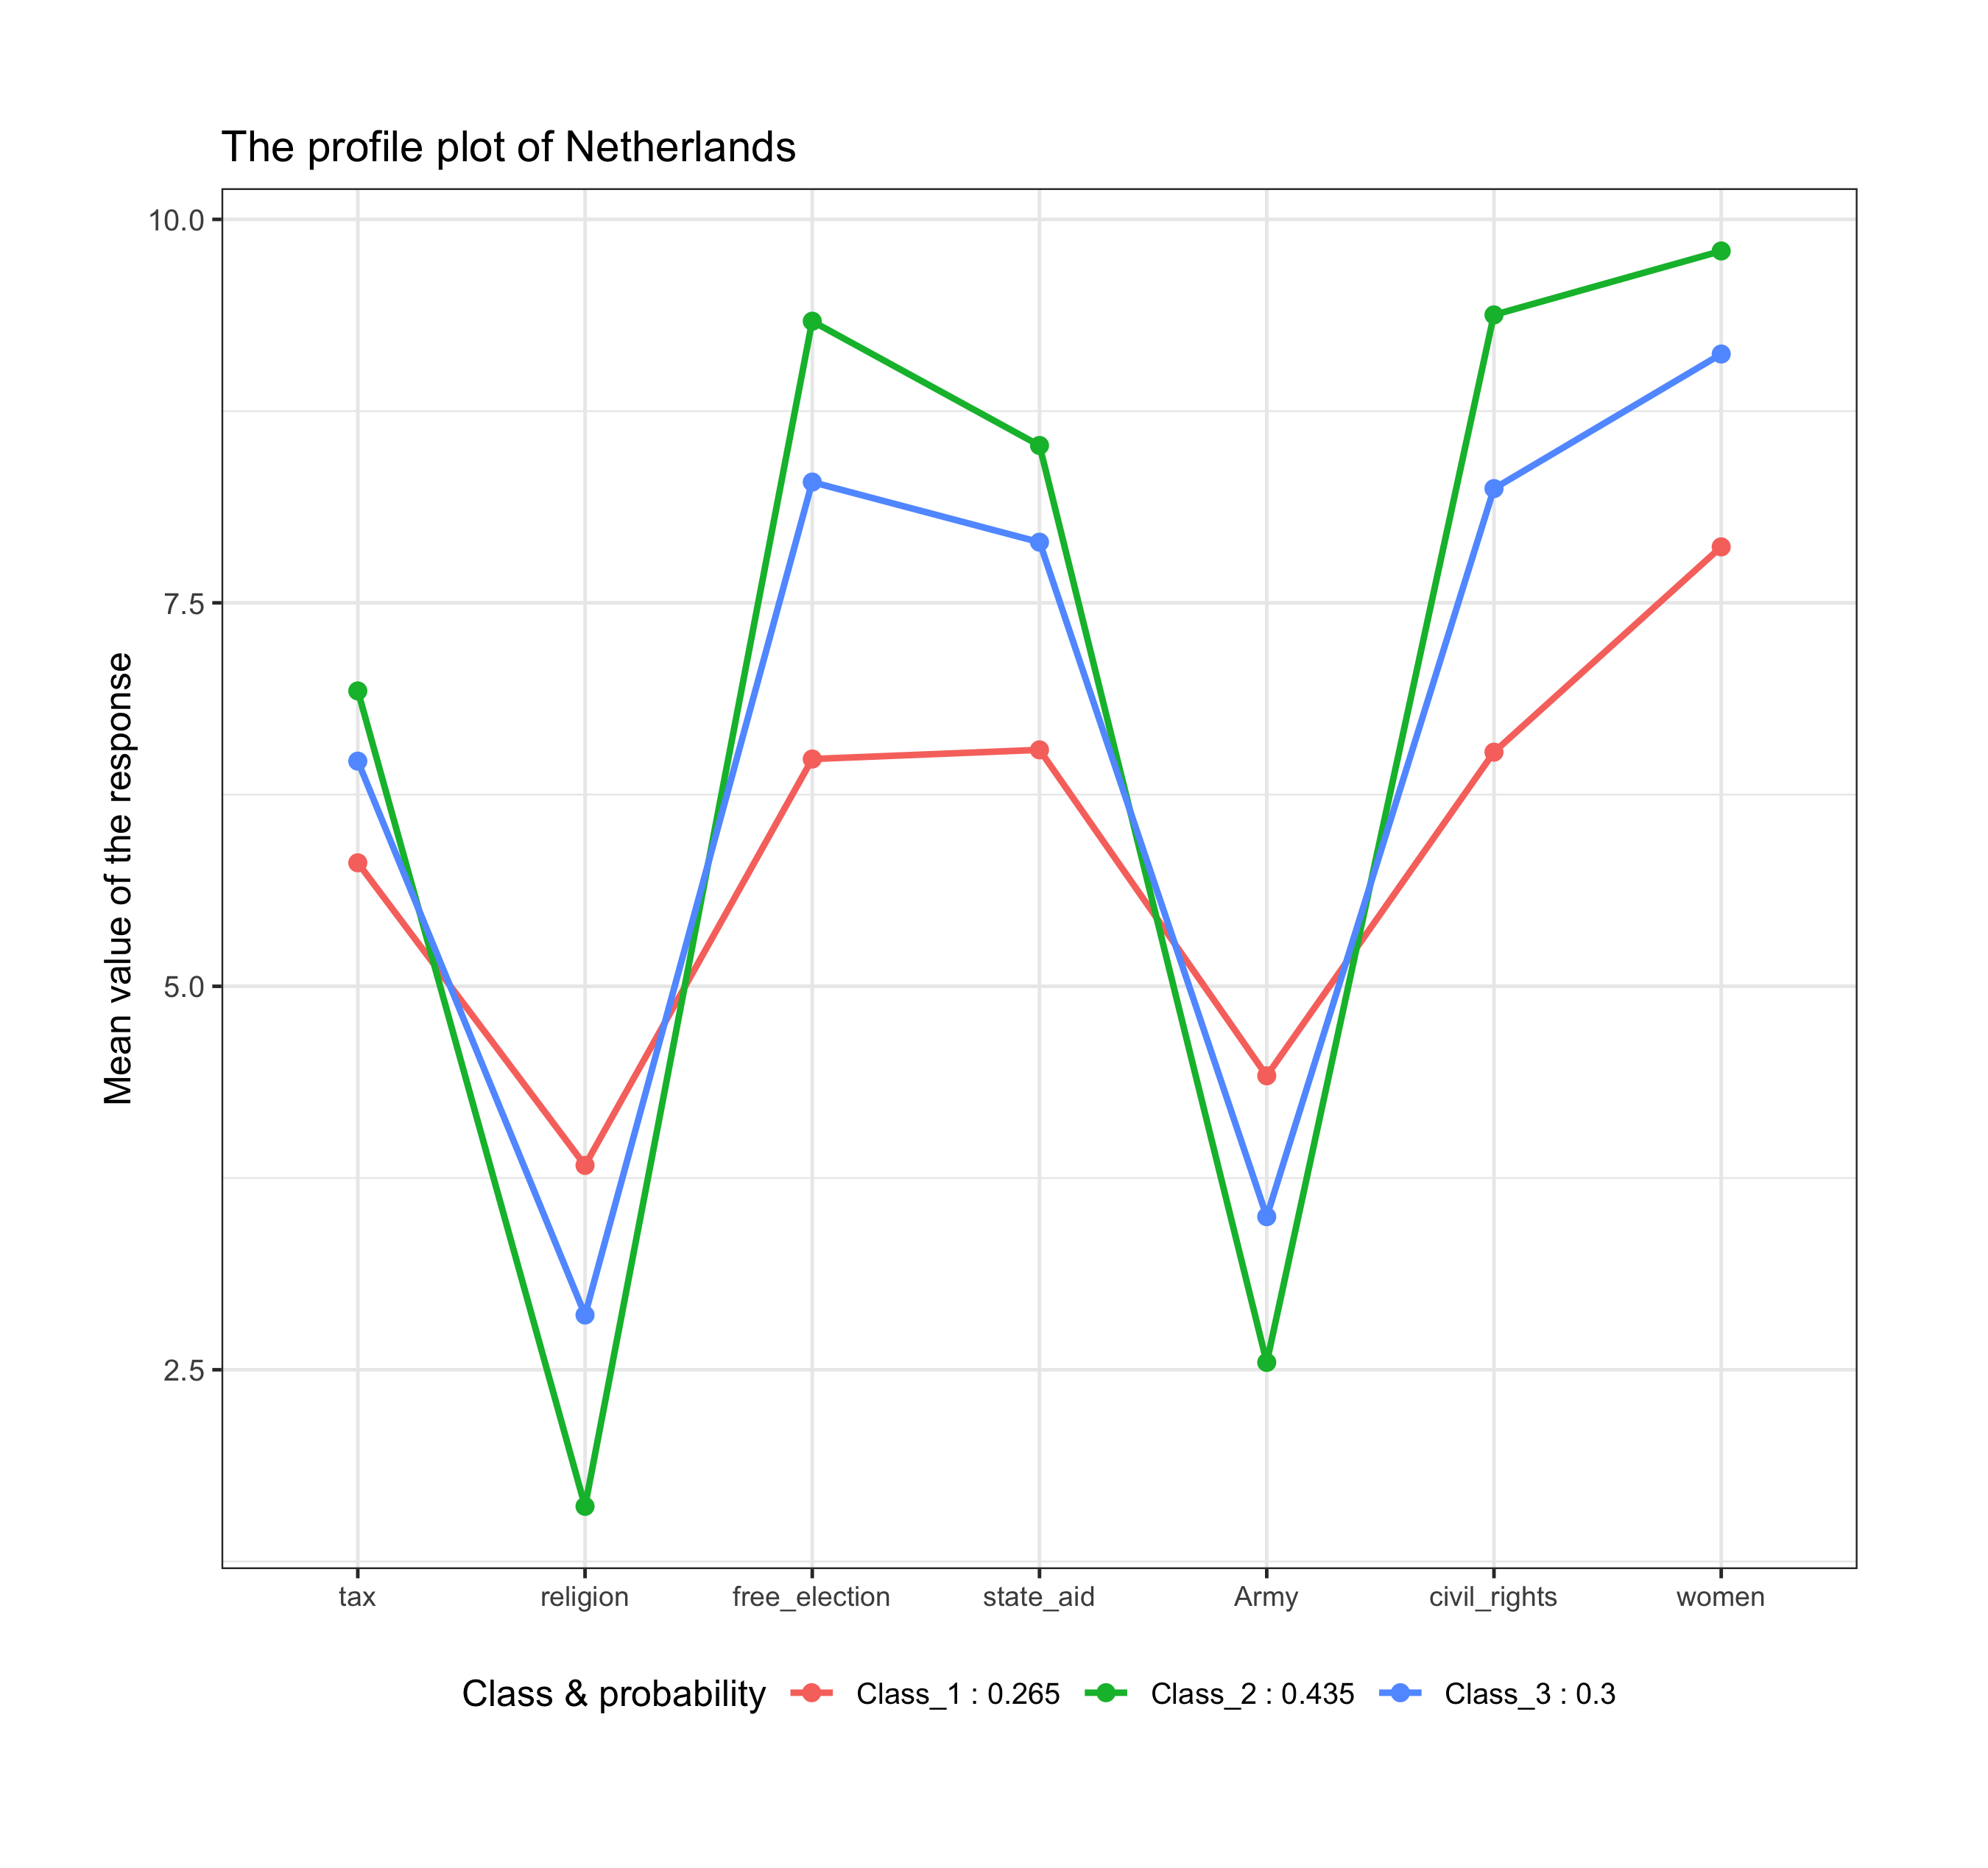 The profile plot of Netherlands
10.0
7.5
5.0
2.5
Mean value of the response
tax religion free_election state_aid Army civil_rights women
Class & probability Class_1 : 0.265 Class_2 : 0.435 Class_3 : 0.3